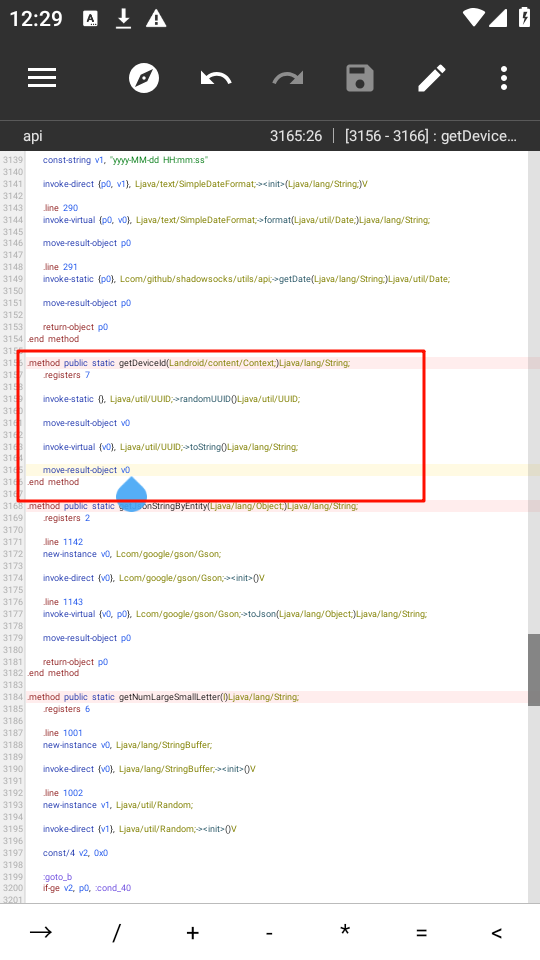 12:29
A
api
3165:26
[3156 - 3166] : getDevice…
3139 const-string v1, "yyyy-MM-dd HH:mm:ss"
3140
3141 invoke-direct {p0, v1}, Ljava/text/SimpleDateFormat;-><init>(Ljava/lang/String;)V
3142
3143 .line 290
3144 invoke-virtual {p0, v0}, Ljava/text/SimpleDateFormat;->format(Ljava/util/Date;)Ljava/lang/String;
3145
3146 move-result-object p0
3147
3148 .line 291
3149 invoke-static {p0}, Lcom/github/shadowsocks/utils/api;->getDate(Ljava/lang/String;)Ljava/util/Date;
3150
3151 move-result-object p0
3152
3153 return-object p0
3154 .end method
3156 .method public static getDeviceId(Landroid/content/Context;)Ljava/lang/String;
3157 .registers 7
3158
3159 invoke-static {}, Ljava/util/UUID;->randomUUID()Ljava/util/UUID;
3160
3161 move-result-object v0
3162
3163 invoke-virtual {v0}, Ljava/util/UUID;->toString()Ljava/lang/String;
3164
3165 move-result-object v0
3166 .end method
3167
3168 .method public static getJsonStringByEntity(Ljava/lang/Object;)Ljava/lang/String;
3169 .registers 2
3170
3171 .line 1142
3172 new-instance v0, Lcom/google/gson/Gson;
3173
3174 invoke-direct {v0}, Lcom/google/gson/Gson;-><init>()V
3175
3176 .line 1143
3177 invoke-virtual {v0, p0}, Lcom/google/gson/Gson;->toJson(Ljava/lang/Object;)Ljava/lang/String;
3178
3179 move-result-object p0
3180
3181 return-object p0
3182 .end method
3183
3184 .method public static getNumLargeSmallLetter(I)Ljava/lang/String;
3185 .registers 6
3186
3187 .line 1001
3188 new-instance v0, Ljava/lang/StringBuffer;
3189
3190 invoke-direct {v0}, Ljava/lang/StringBuffer;-><init>()V
3191
3192 .line 1002
3193 new-instance v1, Ljava/util/Random;
3194
3195 invoke-direct {v1}, Ljava/util/Random;-><init>()V
3196
3197 const/4 v2, 0x0
3198
3199 :goto_b
3200 if-ge v2, p0, :cond_40
3201
→ / + - * = <